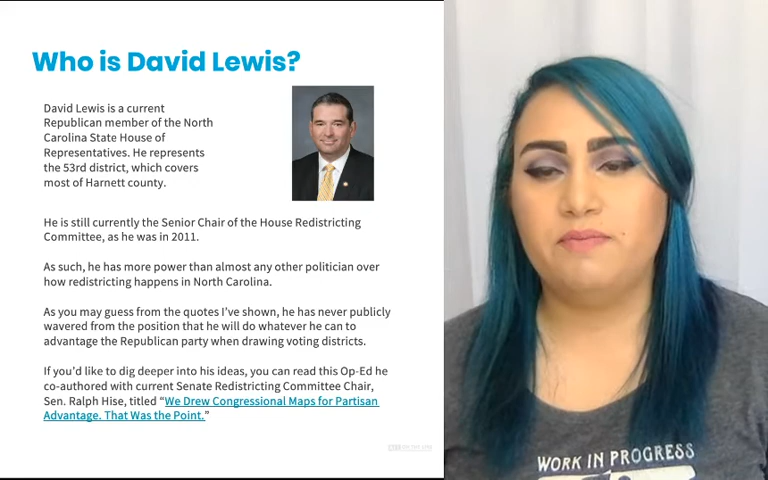 Who is David Lewis?
David Lewis is a current
Republican member of the North
Carolina State House of
Representatives. He represents
the 53rd district, which covers
most of Harnett county.
He is still currently the Senior Chair of the House Redistricting
Committee, as he was in 2011.
As such, he has more power than almost any other politician over
how redistricting happens in North Carolina.
As you may guess from the quotes I've shown, he has never publicly
wavered from the position that he will do whatever he can to
advantage the Republican party when drawing voting districts.
If you'd like to dig deeper into his ideas, you can read this Op-Ed he
co-authored with current Senate Redistricting Committee Chair,
Sen. Ralph Hise, titled “We Drew Congressional Maps for Partisan
Advantage. That Was the Point.”
WORK IN PROGRESS